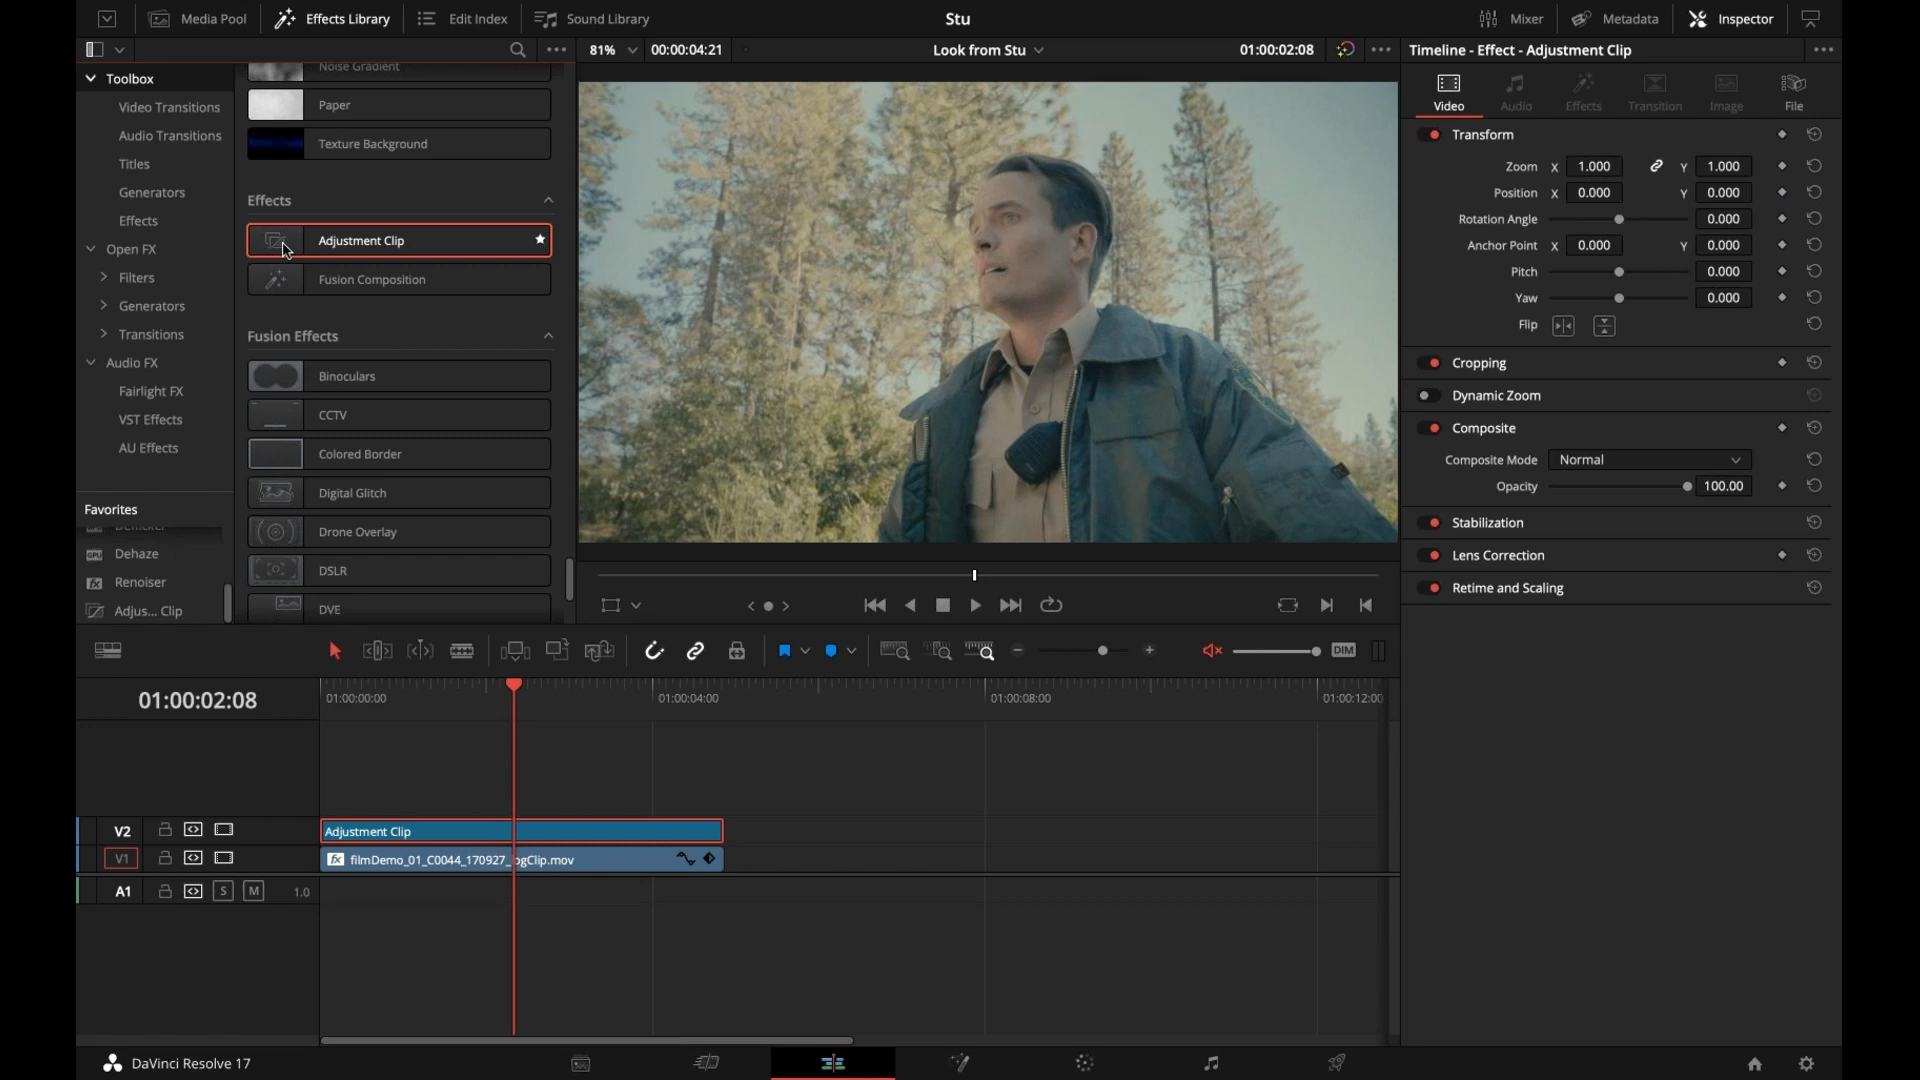 Media Pool
Effects Library
Edit Index
Sound Library
Stu
Mixer
Metadata
Inspector
81%
00:00:04:21
Look from Stu
01:00:02:08
Timeline - Effect - Adjustment Clip
Toolbox
Video Transitions
Audio Transitions
Titles
Generators
Effects
Open FX
Filters
Generators
Transitions
Audio FX
Fairlight FX
VST Effects
AU Effects
Favorites
Deflicker
Dehaze
Renoiser
Adjus... Clip
Noise Gradient
Paper
Texture Background
Effects
Adjustment Clip
Fusion Composition
Fusion Effects
Binoculars
CCTV
Colored Border
Digital Glitch
Drone Overlay
DSLR
DVE
Video
Audio
Effects
Transition
Image
File
Transform
Zoom X 1.000 Y 1.000
Position X 0.000 Y 0.000
Rotation Angle 0.000
Anchor Point X 0.000 Y 0.000
Pitch 0.000
Yaw 0.000
Flip
Cropping
Dynamic Zoom
Composite
Composite Mode Normal
Opacity 100.00
Stabilization
Lens Correction
Retime and Scaling
DIM
01:00:02:08
01:00:00:00
01:00:04:00
01:00:08:00
01:00:12:00
V2
Adjustment Clip
V1
fx filmDemo_01_C0044_170927_ogClip.mov
A1
S
M
1.0
DaVinci Resolve 17